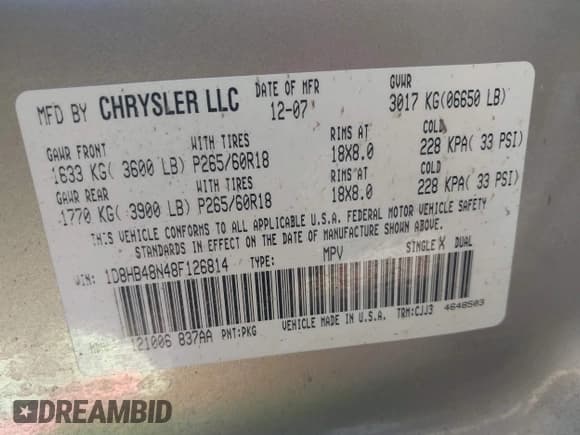 MFD BY CHRYSLER LLC DATE OF MFR 12-07 GVWR 3017 KG(06650 LB)
GAWR FRONT WITH TIRES RIMS AT COLD
1633 KG( 3600 LB) P265/60R18 18X8.0 228 KPA( 33 PSI)
GAWR REAR WITH TIRES RIMS AT COLD
1770 KG( 3900 LB) P265/60R18 18X8.0 228 KPA( 33 PSI)
THIS VEHICLE CONFORMS TO ALL APPLICABLE U.S.A. FEDERAL MOTOR VEHICLE SAFETY
STANDARDS IN EFFECT ON THE DATE OF MANUFACTURE SHOWN ABOVE.
VIN: 1D8HB48N48F126814 TYPE: MPV SINGLE X DUAL
121006 837AA PNT:PKG VEHICLE MADE IN U.S.A. TRM:CJJ3 4648503
DREAMBID